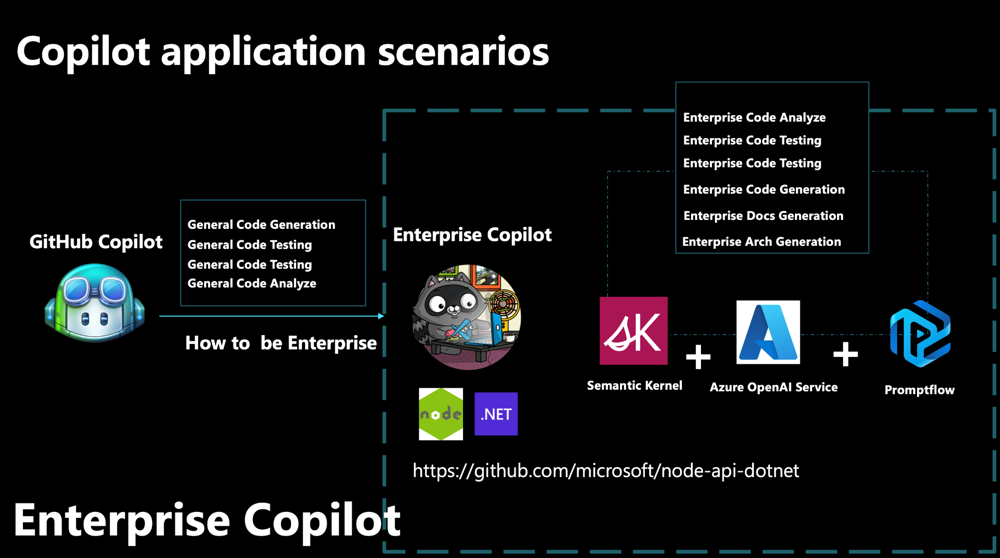 Copilot application scenarios
GitHub Copilot
General Code Generation
General Code Testing
General Code Testing
General Code Analyze
How to  be Enterprise
Enterprise Copilot
node
.NET
https://github.com/microsoft/node-api-dotnet
Enterprise Code Analyze
Enterprise Code Testing
Enterprise Code Testing
Enterprise Code Generation
Enterprise Docs Generation
Enterprise Arch Generation
SK
+
+
Semantic Kernel
Azure OpenAI Service
Promptflow
Enterprise Copilot